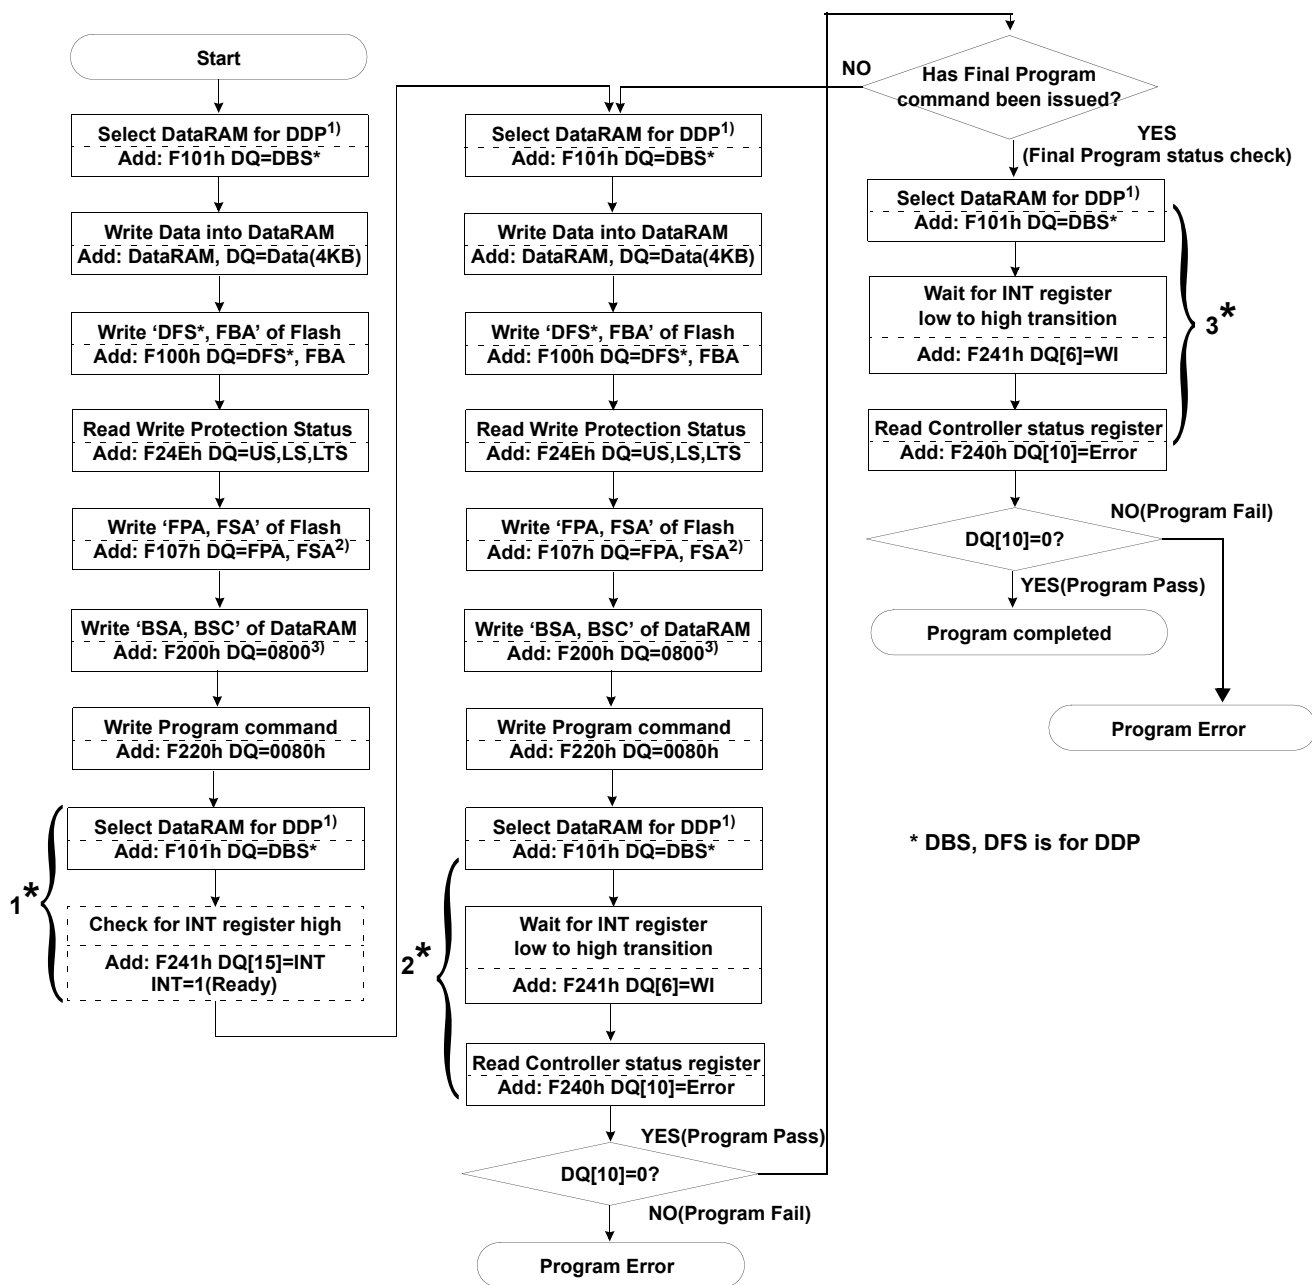 Start
Select DataRAM for DDP1)
Add: F101h DQ=DBS*
Write Data into DataRAM
Add: DataRAM, DQ=Data(4KB)
Write ‘DFS*, FBA’ of Flash
Add: F100h DQ=DFS*, FBA
Read Write Protection Status
Add: F24Eh DQ=US,LS,LTS
Write ‘FPA, FSA’ of Flash
Add: F107h DQ=FPA, FSA2)
Write ‘BSA, BSC’ of DataRAM
Add: F200h DQ=08003)
Write Program command
Add: F220h DQ=0080h
1*
Select DataRAM for DDP1)
Add: F101h DQ=DBS*
Check for INT register high
Add: F241h DQ[15]=INT
INT=1(Ready)
Select DataRAM for DDP1)
Add: F101h DQ=DBS*
Write Data into DataRAM
Add: DataRAM, DQ=Data(4KB)
Write ‘DFS*, FBA’ of Flash
Add: F100h DQ=DFS*, FBA
Read Write Protection Status
Add: F24Eh DQ=US,LS,LTS
Write ‘FPA, FSA’ of Flash
Add: F107h DQ=FPA, FSA2)
Write ‘BSA, BSC’ of DataRAM
Add: F200h DQ=08003)
Write Program command
Add: F220h DQ=0080h
Select DataRAM for DDP1)
Add: F101h DQ=DBS*
2*
Wait for INT register
low to high transition
Add: F241h DQ[6]=WI
Read Controller status register
Add: F240h DQ[10]=Error
YES(Program Pass)
DQ[10]=0?
NO(Program Fail)
Program Error
NO
Has Final Program
command been issued?
YES
(Final Program status check)
Select DataRAM for DDP1)
Add: F101h DQ=DBS*
Wait for INT register
low to high transition
Add: F241h DQ[6]=WI
3*
Read Controller status register
Add: F240h DQ[10]=Error
NO(Program Fail)
DQ[10]=0?
YES(Program Pass)
Program completed
Program Error
* DBS, DFS is for DDP